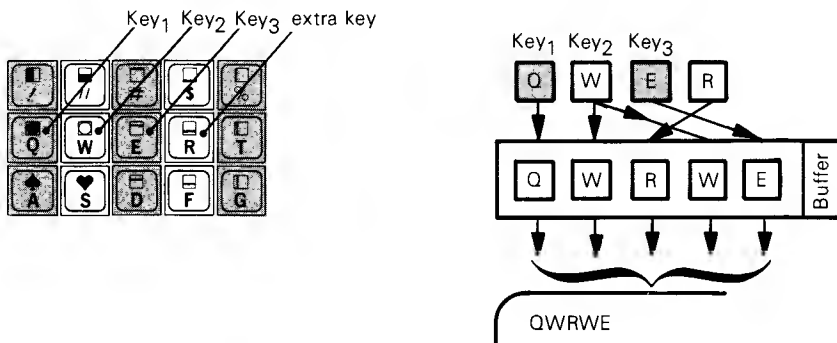 Key1 Key2 Key3 extra key
! " # $ %
Q W E R T
A S D F G
Key1 Key2 Key3
Q W E R
Q W R W E
Buffer
QWRWE